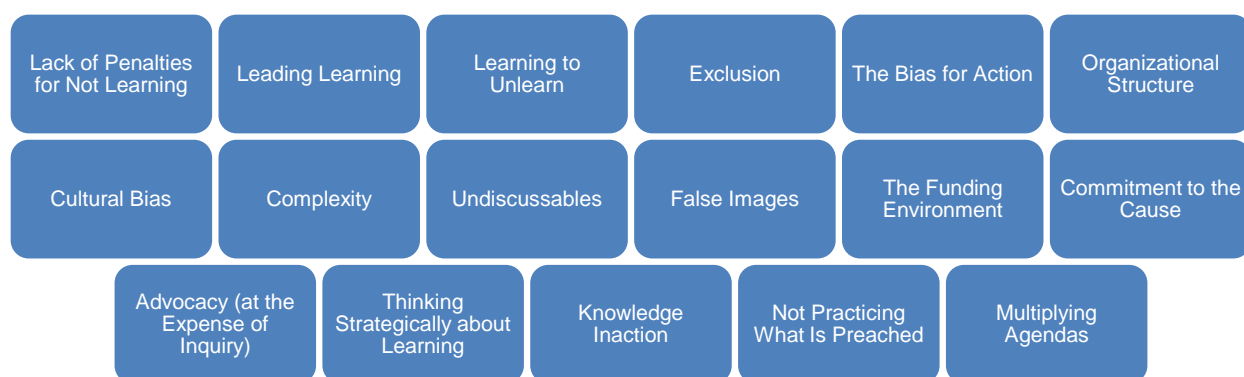 Lack of Penalties
for Not Learning
Leading Learning
Learning to
Unlearn
Exclusion
The Bias for Action
Organizational
Structure
Cultural Bias
Complexity
Undiscussables
False Images
The Funding
Environment
Commitment to the
Cause
Advocacy (at the
Expense of
Inquiry)
Thinking
Strategically about
Learning
Knowledge
Inaction
Not Practicing
What Is Preached
Multiplying
Agendas